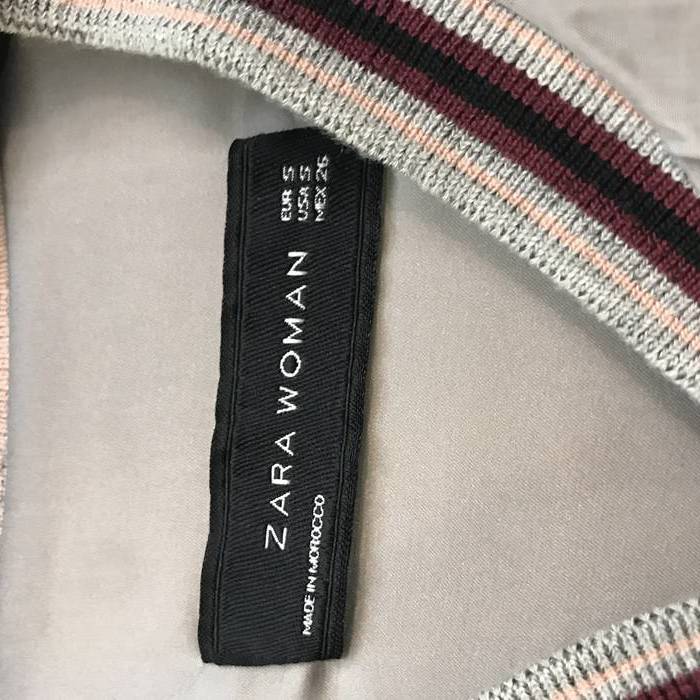 ZARA WOMAN
MADE IN MOROCCO
EUR S
USA S
MEX 26